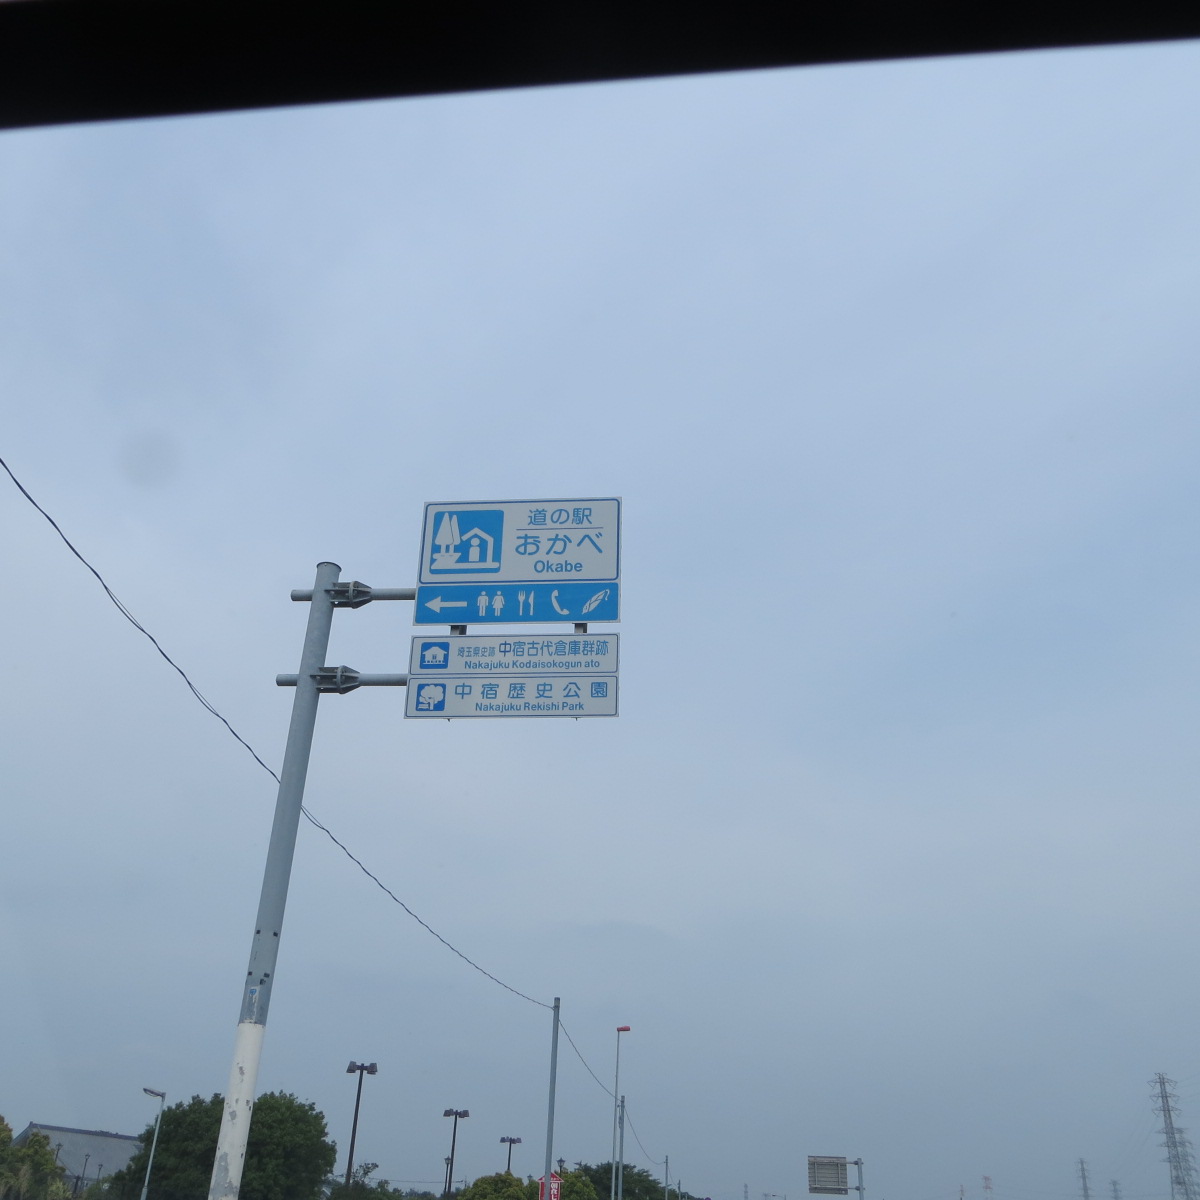 道の駅
おかべ
Okabe
埼玉県史跡 中宿古代倉庫群跡
Nakajuku Kodaisokogun ato
中宿歴史公園
Nakajuku Rekishi Park